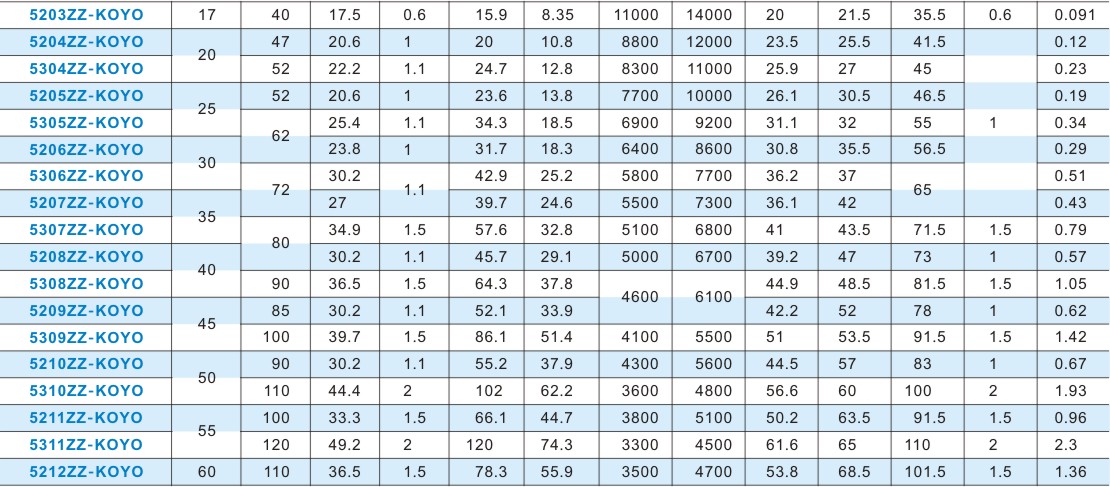 5203ZZ-KOYO 17 40 17.5 0.6 15.9 8.35 11000 14000 20 21.5 35.5 0.6 0.091
5204ZZ-KOYO 20 47 20.6 1 20 10.8 8800 12000 23.5 25.5 41.5 1 0.12
5304ZZ-KOYO 52 22.2 1.1 24.7 12.8 8300 11000 25.9 27 45 0.23
5205ZZ-KOYO 25 52 20.6 1 23.6 13.8 7700 10000 26.1 30.5 46.5 0.19
5305ZZ-KOYO 62 25.4 1.1 34.3 18.5 6900 9200 31.1 32 55 0.34
5206ZZ-KOYO 30 23.8 1 31.7 18.3 6400 8600 30.8 35.5 56.5 0.29
5306ZZ-KOYO 72 30.2 1.1 42.9 25.2 5800 7700 36.2 37 65 0.51
5207ZZ-KOYO 35 27 39.7 24.6 5500 7300 36.1 42 0.43
5307ZZ-KOYO 80 34.9 1.5 57.6 32.8 5100 6800 41 43.5 71.5 1.5 0.79
5208ZZ-KOYO 40 30.2 1.1 45.7 29.1 5000 6700 39.2 47 73 1 0.57
5308ZZ-KOYO 90 36.5 1.5 64.3 37.8 4600 6100 44.9 48.5 81.5 1.5 1.05
5209ZZ-KOYO 45 85 30.2 1.1 52.1 33.9 42.2 52 78 1 0.62
5309ZZ-KOYO 100 39.7 1.5 86.1 51.4 4100 5500 51 53.5 91.5 1.5 1.42
5210ZZ-KOYO 50 90 30.2 1.1 55.2 37.9 4300 5600 44.5 57 83 1 0.67
5310ZZ-KOYO 110 44.4 2 102 62.2 3600 4800 56.6 60 100 2 1.93
5211ZZ-KOYO 55 100 33.3 1.5 66.1 44.7 3800 5100 50.2 63.5 91.5 1.5 0.96
5311ZZ-KOYO 120 49.2 2 120 74.3 3300 4500 61.6 65 110 2 2.3
5212ZZ-KOYO 60 110 36.5 1.5 78.3 55.9 3500 4700 53.8 68.5 101.5 1.5 1.36